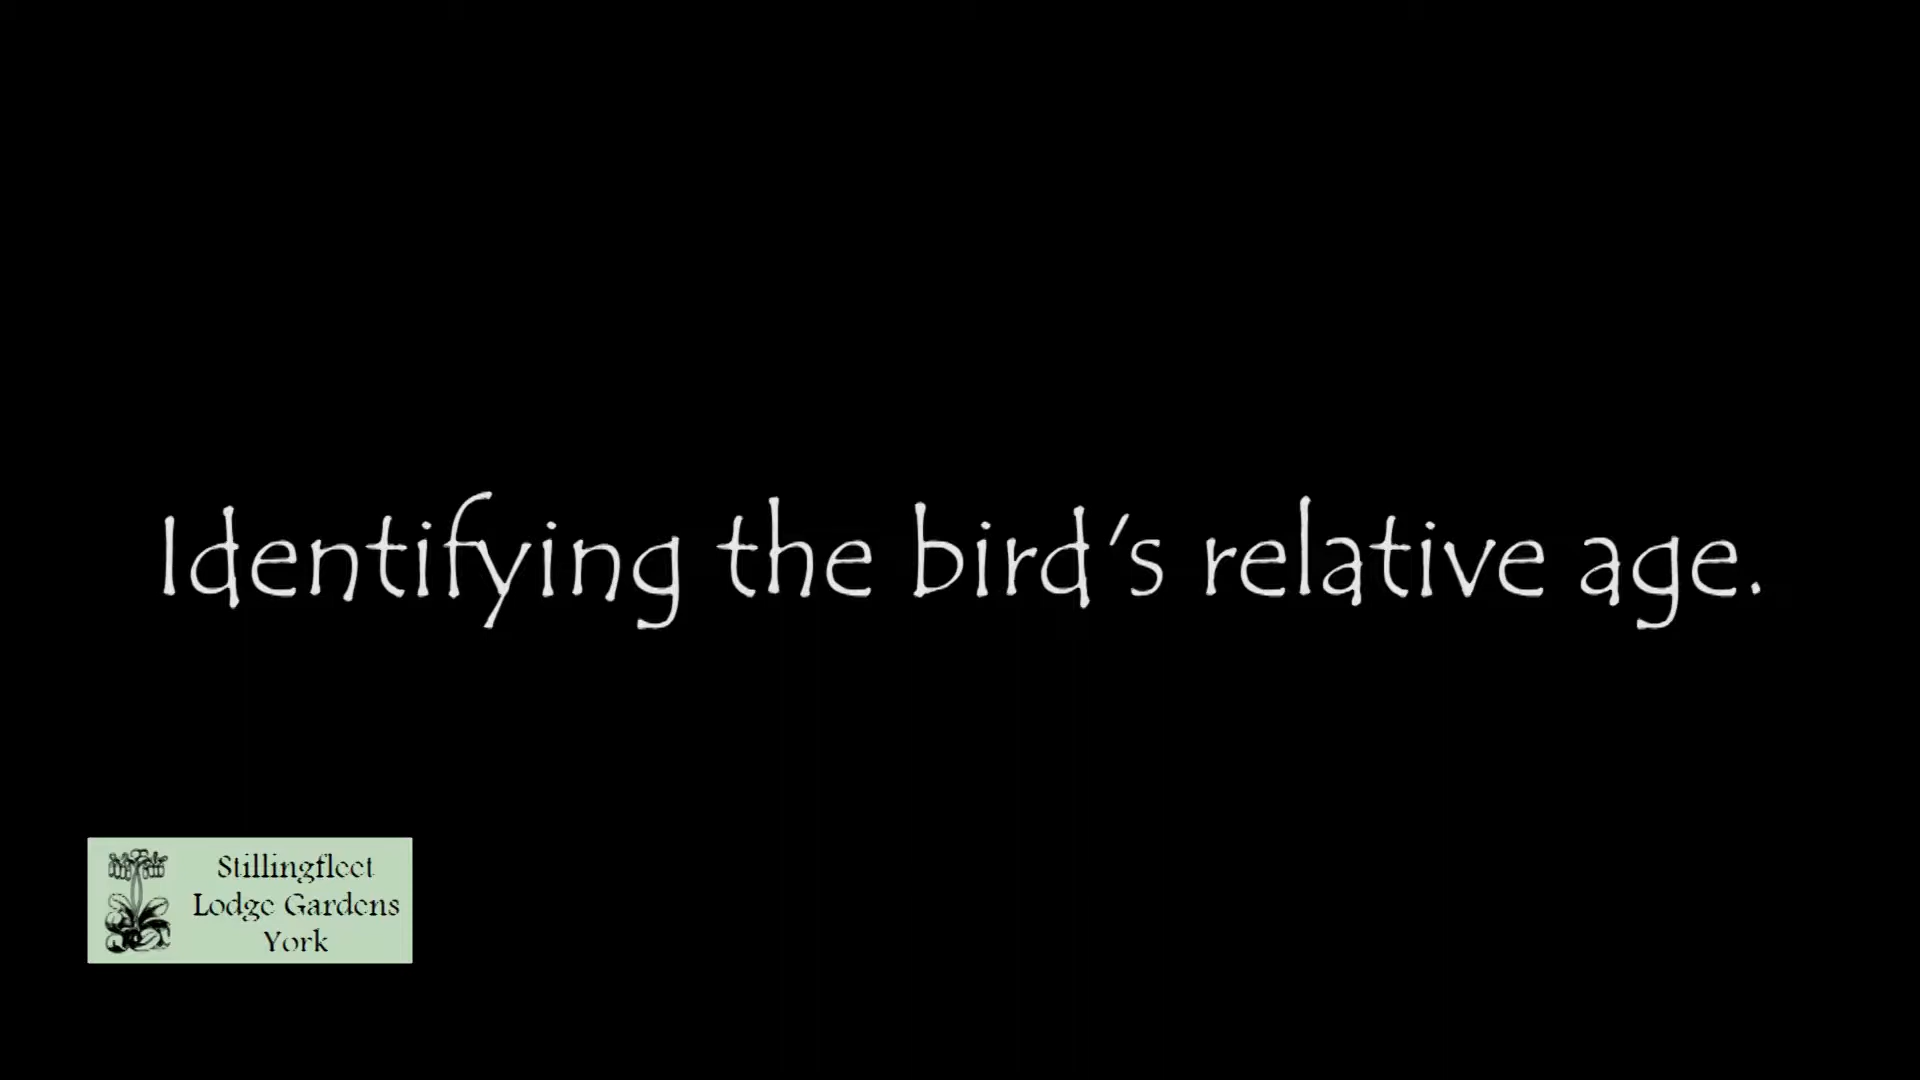 Identifying the bird's relative age.
Stillingfleet
Lodge Gardens
York